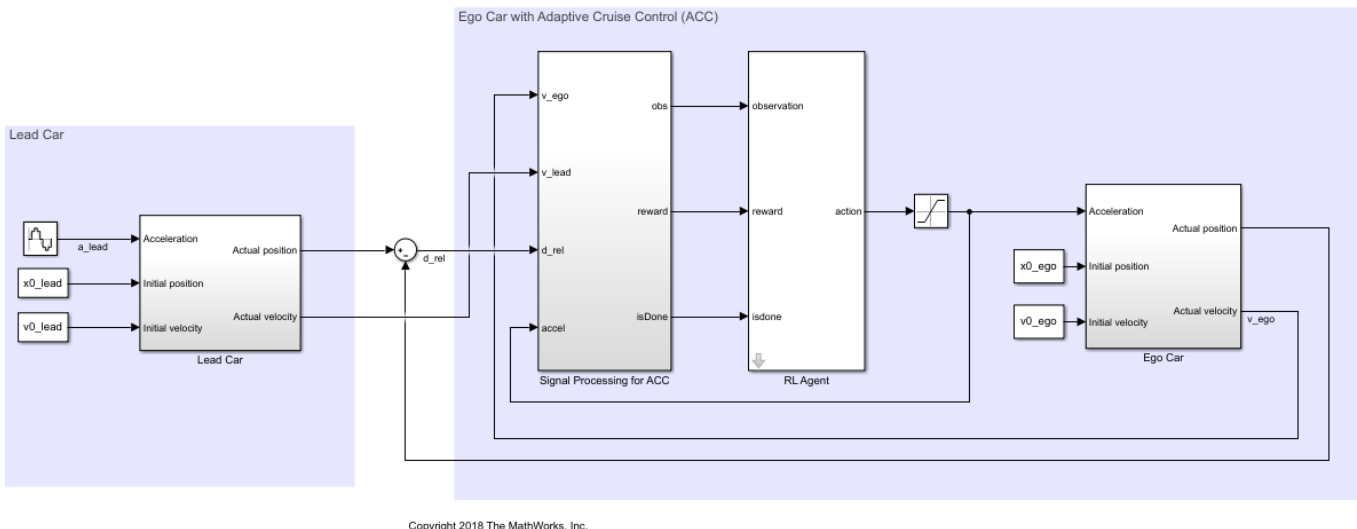 Ego Car with Adaptive Cruise Control (ACC)
Lead Car
a_lead
x0_lead
v0_lead
Acceleration
Initial position
Initial velocity
Actual position
Actual velocity
Lead Car
+
-
d_rel
v_ego
v_lead
d_rel
accel
obs
reward
isDone
Signal Processing for ACC
observation
reward
isdone
action
RL Agent
x0_ego
v0_ego
Acceleration
Initial position
Initial velocity
Actual position
Actual velocity
Ego Car
v_ego
Copyright 2018 The MathWorks, Inc.